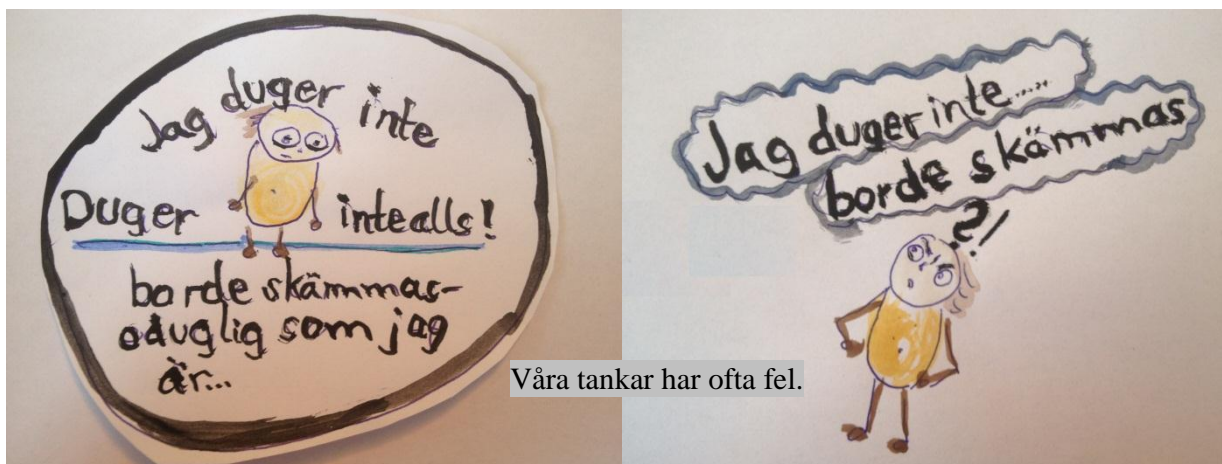 Jag duger inte
Duger inte alls!
borde skämmas-
oduglig som jag
är...
Jag duger inte.....
borde skämmas
?!
Våra tankar har ofta fel.